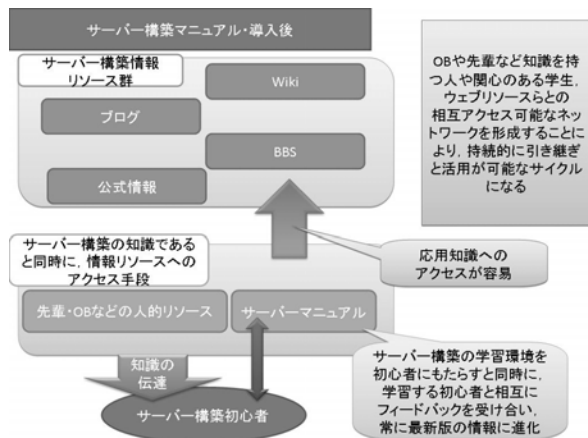 サーバー構築マニュアル・導入後
サーバー構築情報
リソース群
Wiki
ブログ
BBS
公式情報
OBや先輩など知識を持
つ人や関心のある学生，
ウェブリソースらとの
相互アクセス可能なネッ
トワークを形成することに
より，持続的に引き継ぎ
と活用が可能なサイクル
になる
サーバー構築の知識である
と同時に，情報リソースへの
アクセス手段
応用知識への
アクセスが容易
先輩・OBなどの人的リソース
サーバーマニュアル
知識の
伝達
サーバー構築初心者
サーバー構築の学習環境を
初心者にもたらすと同時に，
学習する初心者と相互に
フィードバックを受け合い，
常に最新版の情報に進化